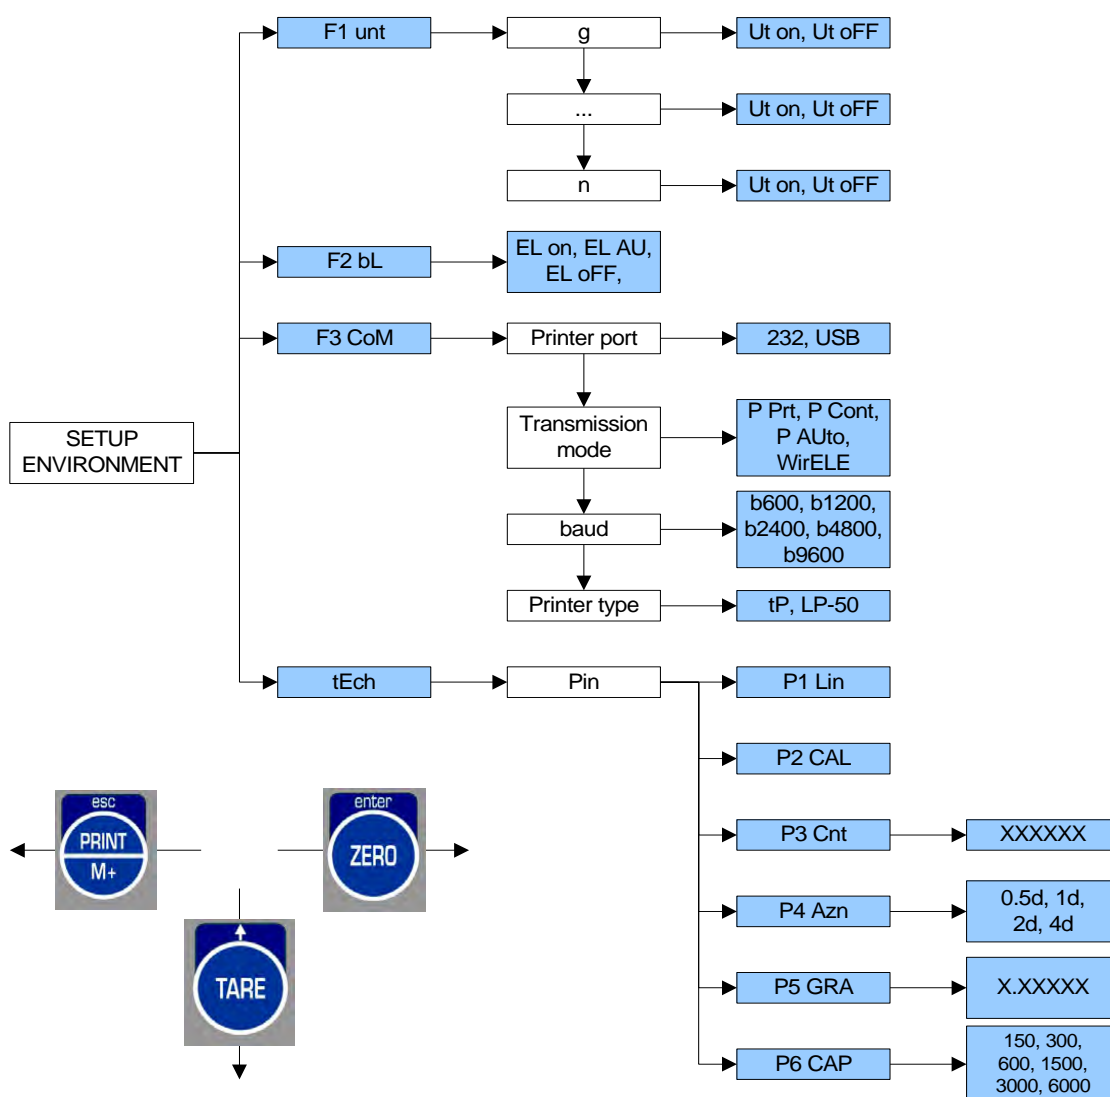 F1 unt
g
Ut on, Ut oFF
...
Ut on, Ut oFF
n
Ut on, Ut oFF
F2 bL
EL on, EL AU,
EL oFF,
F3 CoM
Printer port
232, USB
SETUP
ENVIRONMENT
Transmission
mode
P Prt, P Cont,
P AUto,
WirELE
baud
b600, b1200,
b2400, b4800,
b9600
Printer type
tP, LP-50
tEch
Pin
P1 Lin
P2 CAL
P3 Cnt
XXXXXX
P4 Azn
0.5d, 1d,
2d, 4d
P5 GRA
X.XXXXX
P6 CAP
150, 300,
600, 1500,
3000, 6000
esc
PRINT
M+
enter
ZERO
TARE